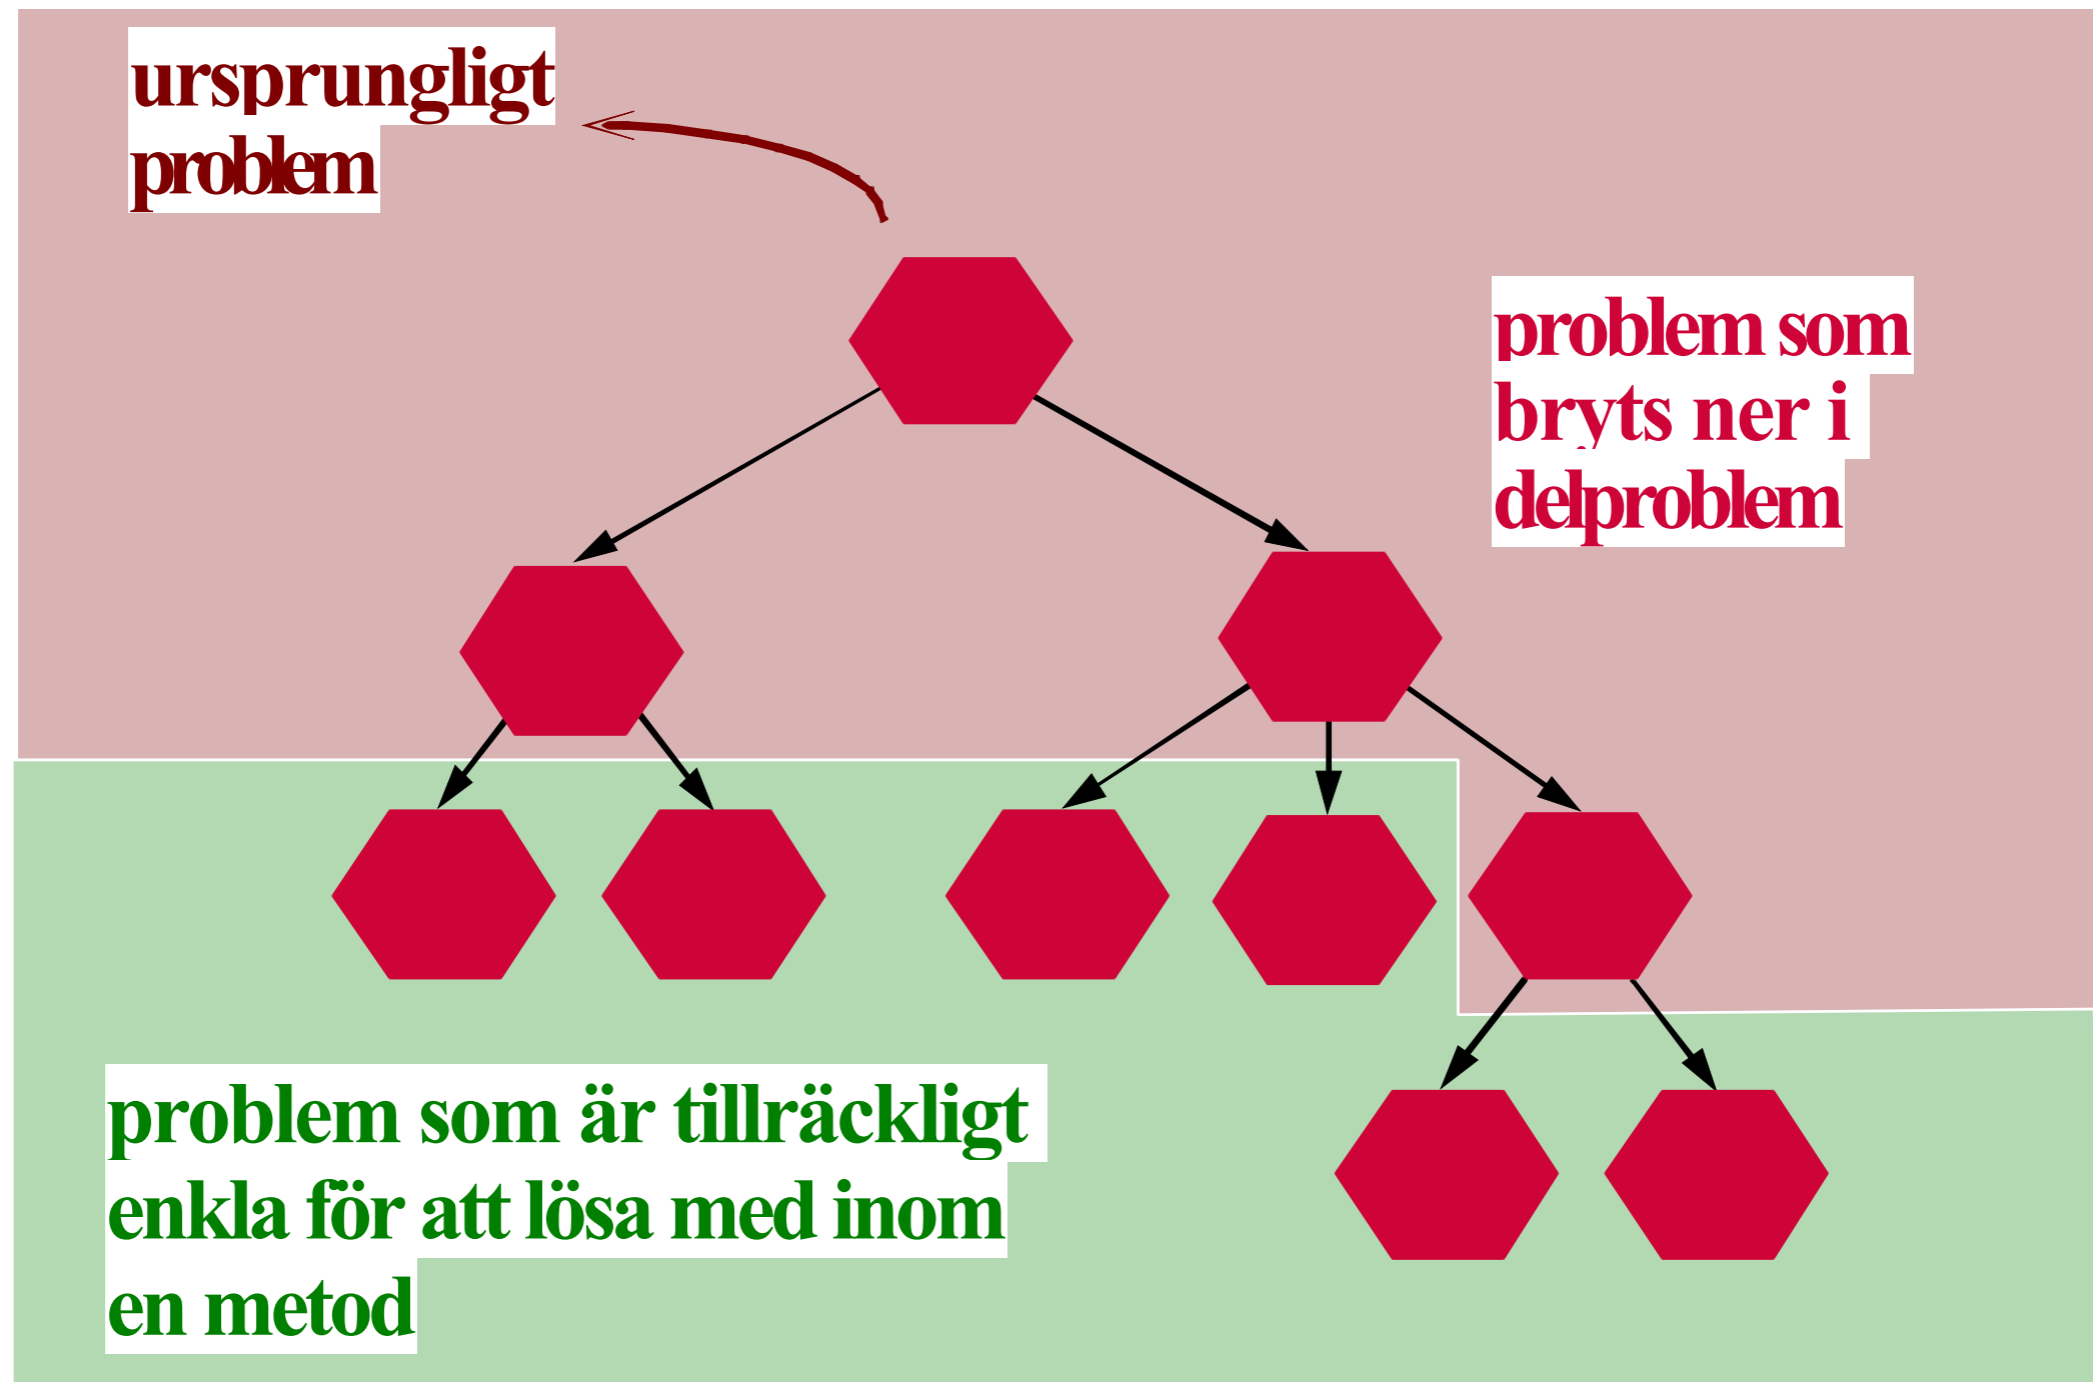 ursprungligt
problem
problem som
bryts ner i
delproblem
problem som är tillräckligt
enkla för att lösa med inom
en metod